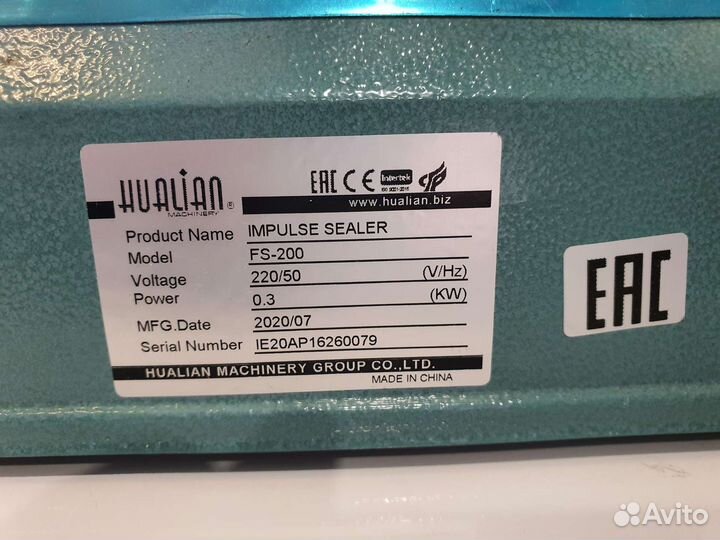 HUALIAN ®
MACHINERY
EAC CE Intertek
ISO 9001:2015
www.hualian.biz
Product Name IMPULSE SEALER
Model FS-200
Voltage 220/50 (V/Hz)
Power 0.3 (KW)
MFG.Date 2020/07
Serial Number IE20AP16260079
HUALIAN MACHINERY GROUP CO.,LTD.
MADE IN CHINA
EAC
Avito